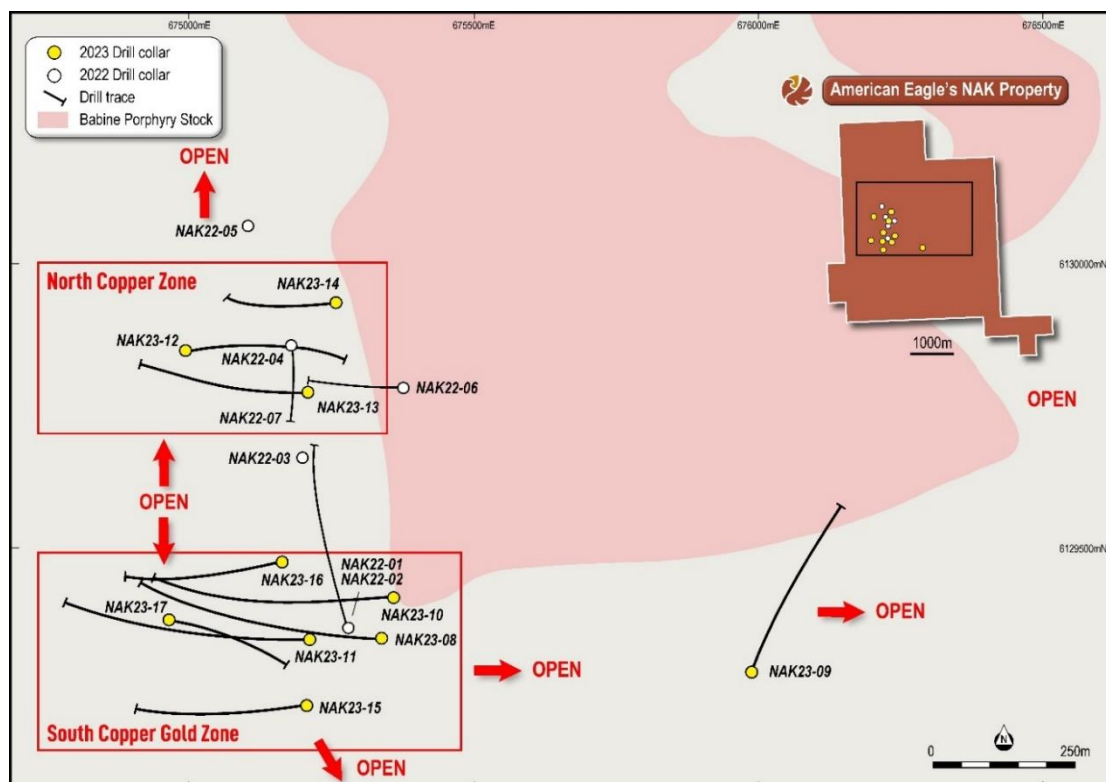 675000mE
675500mE
676000mE
676500mE
2023 Drill collar
2022 Drill collar
Drill trace
Babine Porphyry Stock
American Eagle's NAK Property
OPEN
NAK22-05
6130000mN
North Copper Zone
NAK23-14
NAK23-12
NAK22-04
1000m
NAK22-06
OPEN
NAK23-13
NAK22-07
NAK22-03
OPEN
6129500mN
NAK22-01
NAK23-16
NAK22-02
NAK23-17
NAK23-10
OPEN
NAK23-08
NAK23-11
OPEN
NAK23-09
NAK23-15
South Copper Gold Zone
N
OPEN
0
250m